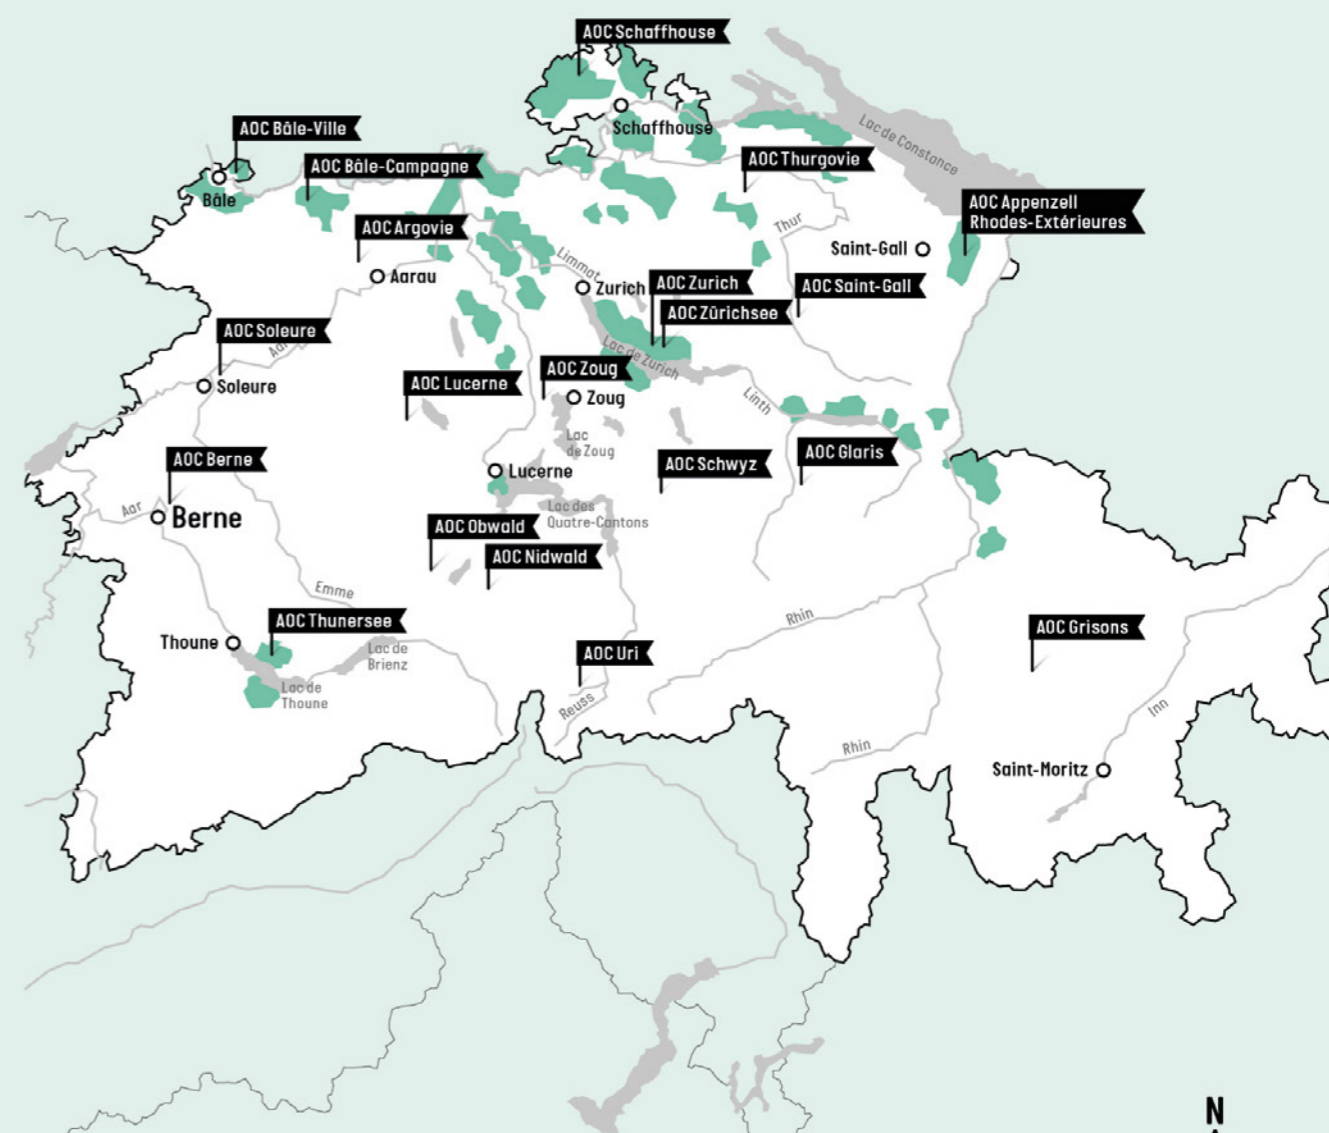 AOC Schaffhouse
Schaffhouse
Lac de Constance
AOC Bâle-Ville
Bâle
AOC Bâle-Campagne
AOC Thurgovie
AOC Appenzell
Rhodes-Extérieures
AOC Argovie
Thur
Saint-Gall
Limmat
Aarau
Zurich
AOC Zurich
AOC Saint-Gall
AOC Zürichsee
AOC Soleure
Aar
Lac de Zurich
Soleure
AOC Lucerne
AOC Zoug
Zoug
Linth
Lac
de Zoug
AOC Berne
Lucerne
AOC Schwyz
AOC Glaris
Aar
Berne
Lac des
Quatre-Cantons
AOC Obwald
AOC Nidwald
Emme
AOC Thunersee
Rhin
AOC Grisons
Thoune
Lac de
Brienz
AOC Uri
Lac de
Thoune
Reuss
Inn
Rhin
Saint-Moritz
N